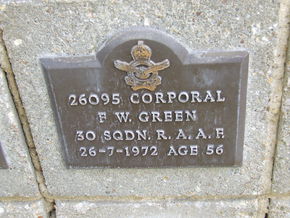 26095 CORPORAL
F. W. GREEN
30 SQDN. R. A. A. F.
26-7-1972 AGE 56